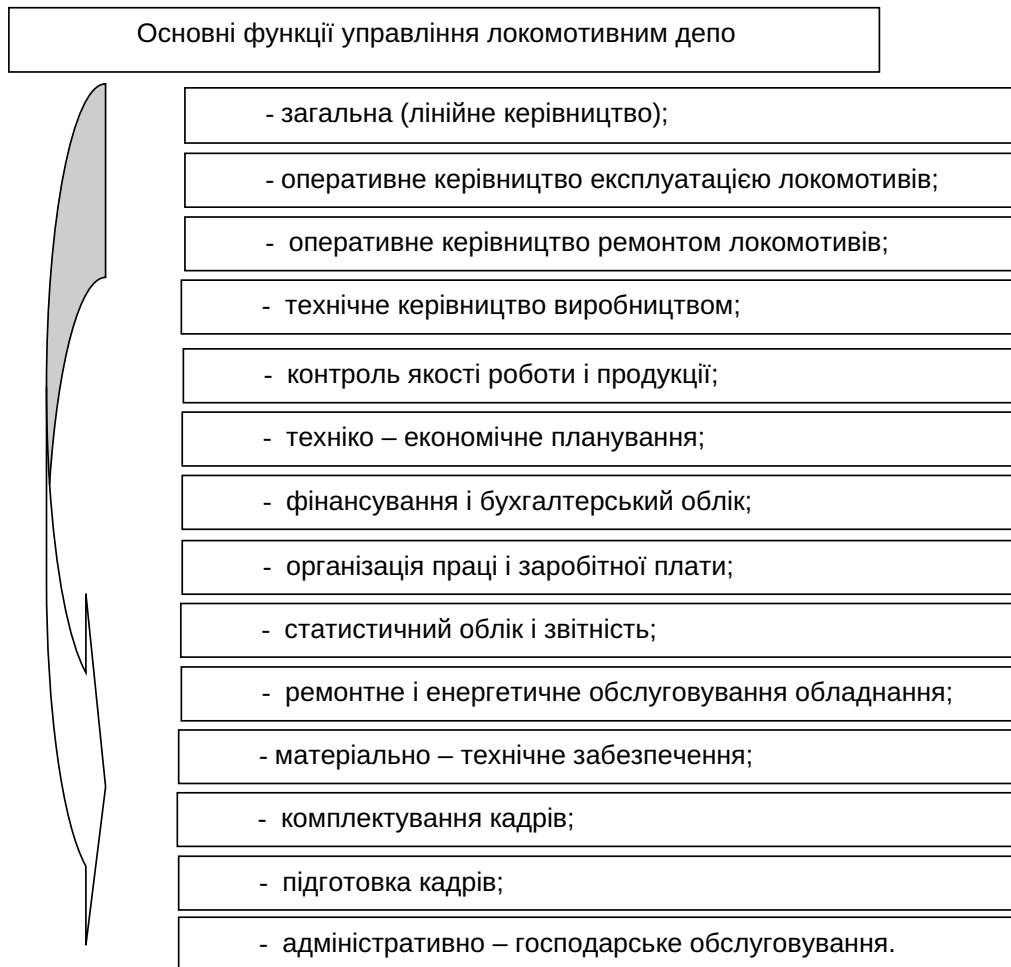 Основні функції управління локомотивним депо
- загальна (лінійне керівництво);
- оперативне керівництво експлуатацією локомотивів;
- оперативне керівництво ремонтом локомотивів;
- технічне керівництво виробництвом;
- контроль якості роботи і продукції;
- техніко – економічне планування;
- фінансування і бухгалтерський облік;
- організація праці і заробітної плати;
- статистичний облік і звітність;
- ремонтне і енергетичне обслуговування обладнання;
- матеріально – технічне забезпечення;
- комплектування кадрів;
- підготовка кадрів;
- адміністративно – господарське обслуговування.